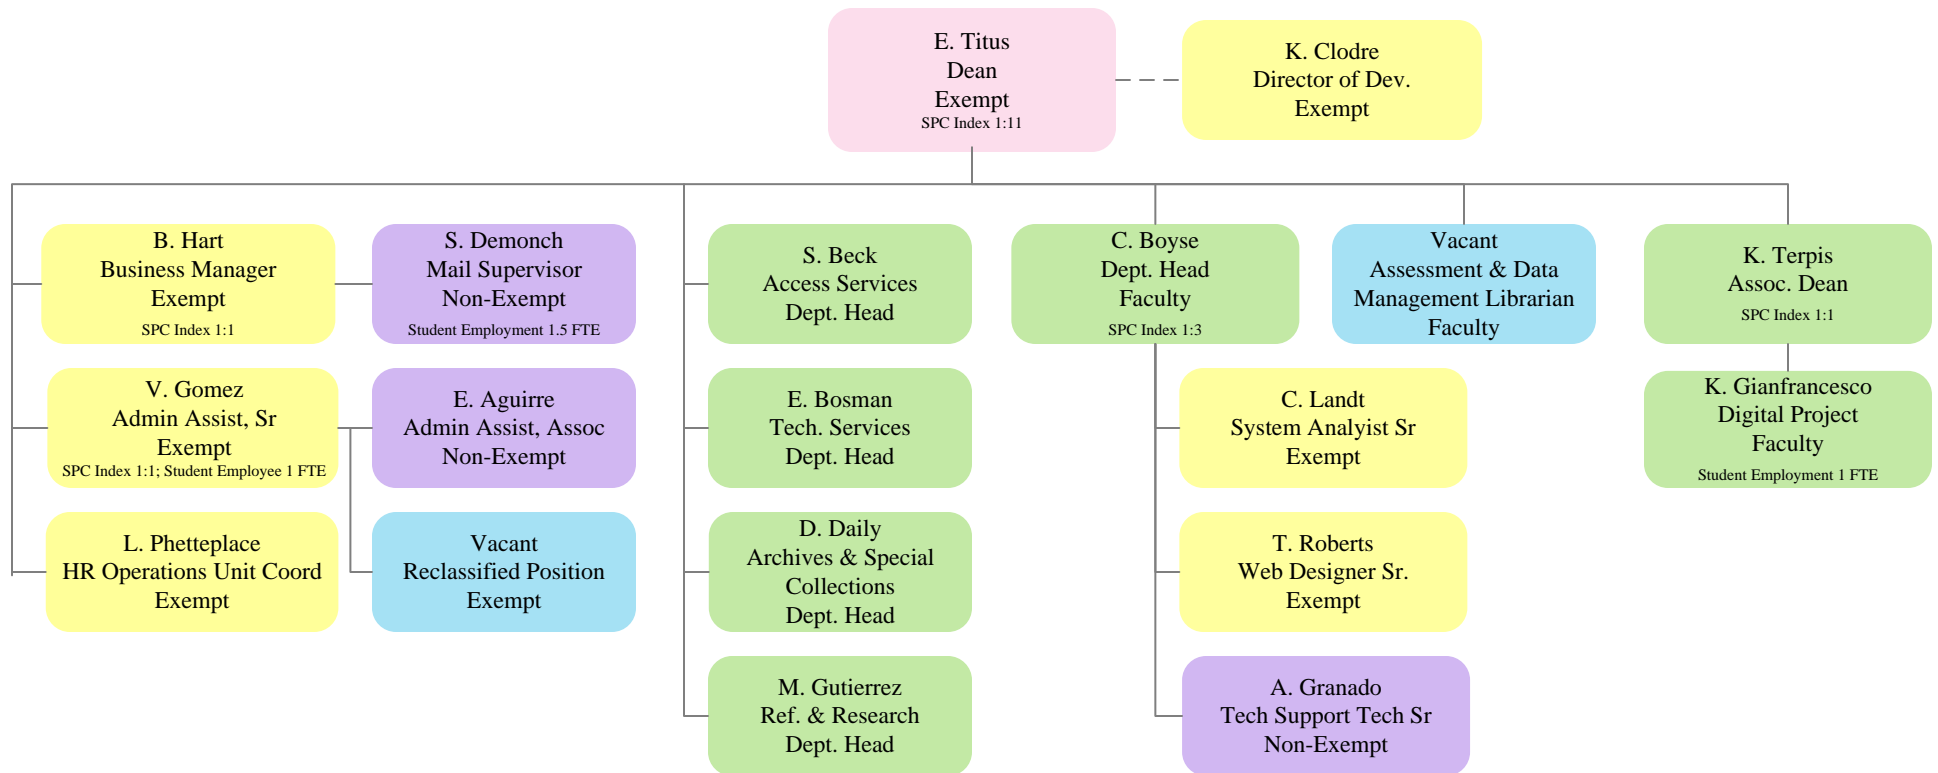 E. Titus
Dean
Exempt
SPC Index 1:11
K. Clodre
Director of Dev.
Exempt
B. Hart
Business Manager
Exempt
SPC Index 1:1
S. Demonch
Mail Supervisor
Non-Exempt
Student Employment 1.5 FTE
V. Gomez
Admin Assist, Sr
Exempt
SPC Index 1:1; Student Employee 1 FTE
E. Aguirre
Admin Assist, Assoc
Non-Exempt
L. Phetteplace
HR Operations Unit Coord
Exempt
Vacant
Reclassified Position
Exempt
S. Beck
Access Services
Dept. Head
E. Bosman
Tech. Services
Dept. Head
D. Daily
Archives & Special
Collections
Dept. Head
M. Gutierrez
Ref. & Research
Dept. Head
C. Boyse
Dept. Head
Faculty
SPC Index 1:3
C. Landt
System Analyist Sr
Exempt
T. Roberts
Web Designer Sr.
Exempt
A. Granado
Tech Support Tech Sr
Non-Exempt
Vacant
Assessment & Data
Management Librarian
Faculty
K. Terpis
Assoc. Dean
SPC Index 1:1
K. Gianfrancesco
Digital Project
Faculty
Student Employment 1 FTE